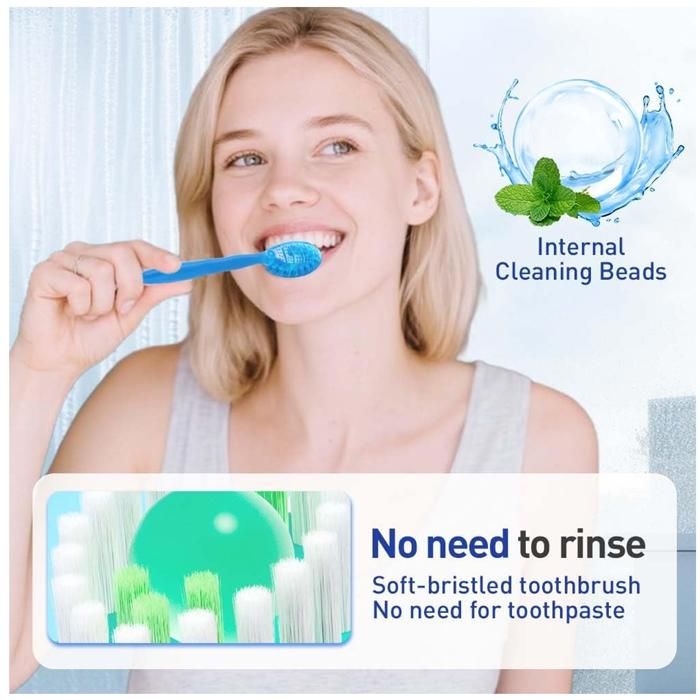 Internal
Cleaning Beads
No need to rinse
Soft-bristled toothbrush
No need for toothpaste